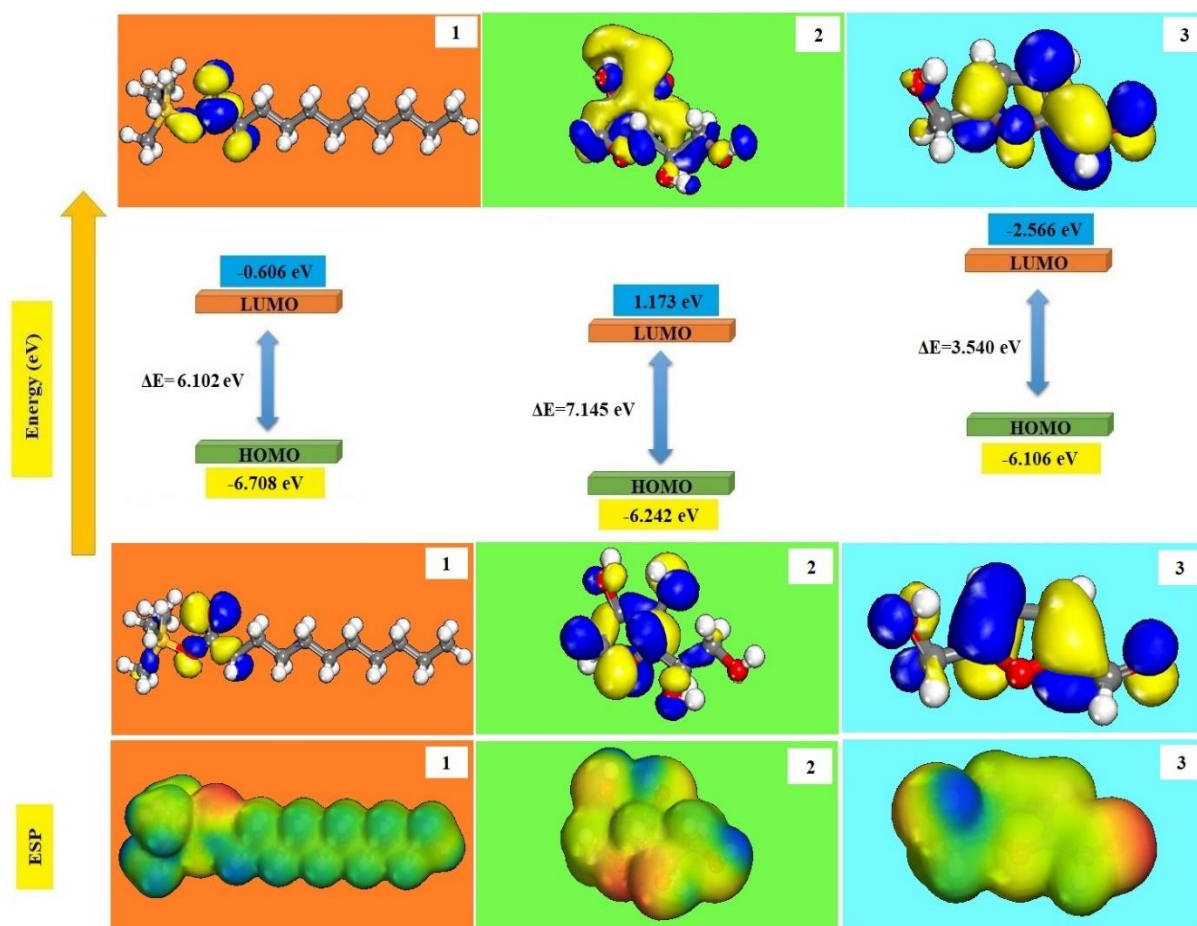 1
2
3
-0.606 eV
LUMO
ΔE= 6.102 eV
HOMO
-6.708 eV
1.173 eV
LUMO
ΔE=7.145 eV
HOMO
-6.242 eV
-2.566 eV
LUMO
ΔE=3.540 eV
HOMO
-6.106 eV
Energy (eV)
1
2
3
ESP
1
2
3